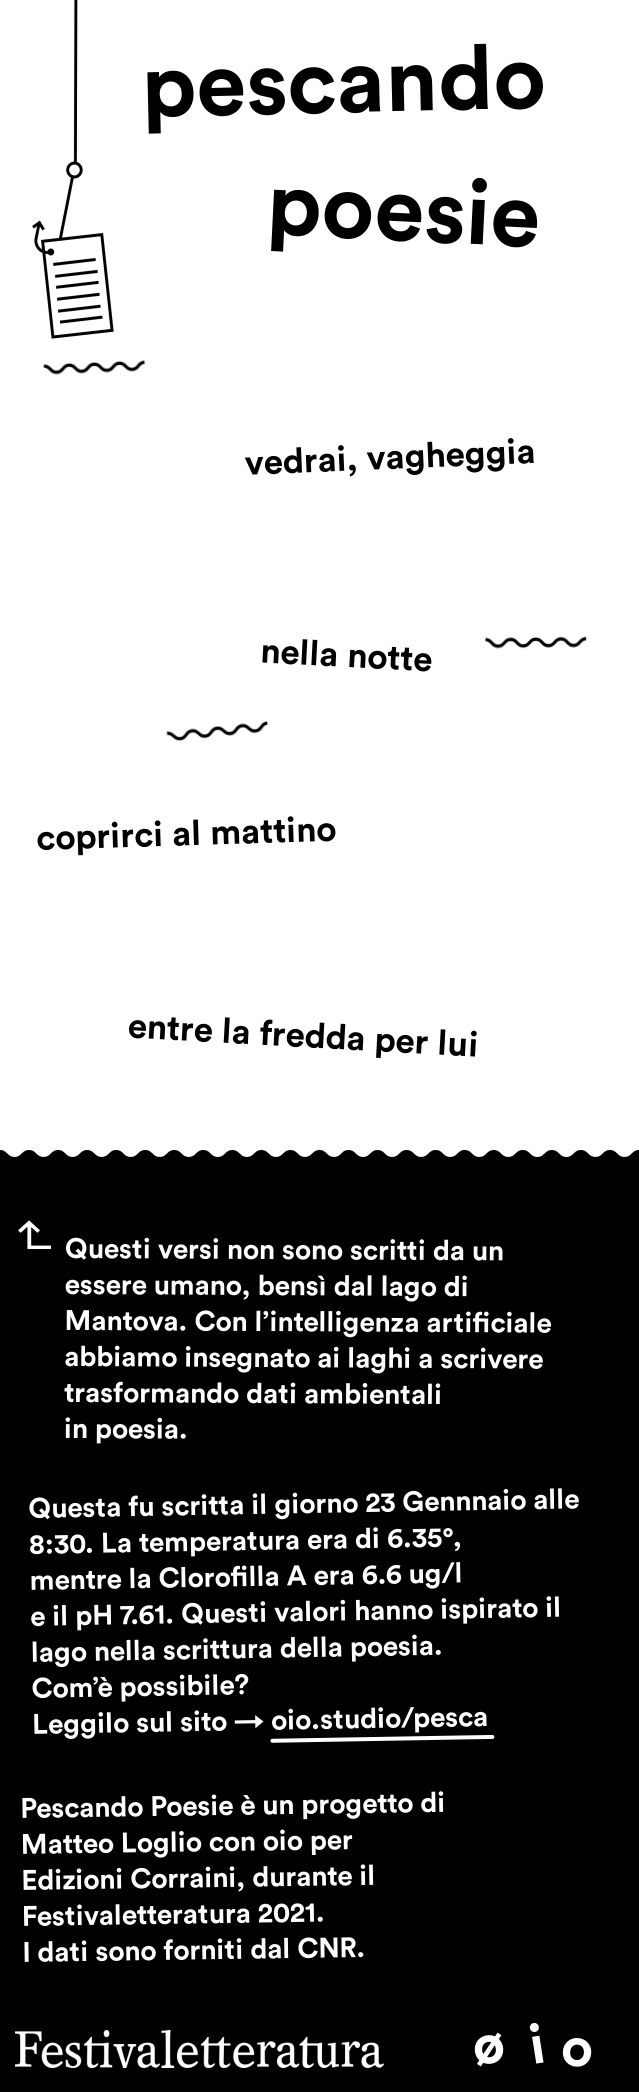 pescando
poesie
vedrai, vagheggia
nella notte
coprirci al mattino
entre la fredda per lui
Questi versi non sono scritti da un
essere umano, bensì dal lago di
Mantova. Con l’intelligenza artificiale
abbiamo insegnato ai laghi a scrivere
trasformando dati ambientali
in poesia.
Questa fu scritta il giorno 23 Gennnaio alle
8:30. La temperatura era di 6.35°,
mentre la Clorofilla A era 6.6 ug/l
e il pH 7.61. Questi valori hanno ispirato il
lago nella scrittura della poesia.
Com’è possibile?
Leggilo sul sito → oio.studio/pesca
Pescando Poesie è un progetto di
Matteo Loglio con oio per
Edizioni Corraini, durante il
Festivaletteratura 2021.
I dati sono forniti dal CNR.
Festivaletteratura ø i o